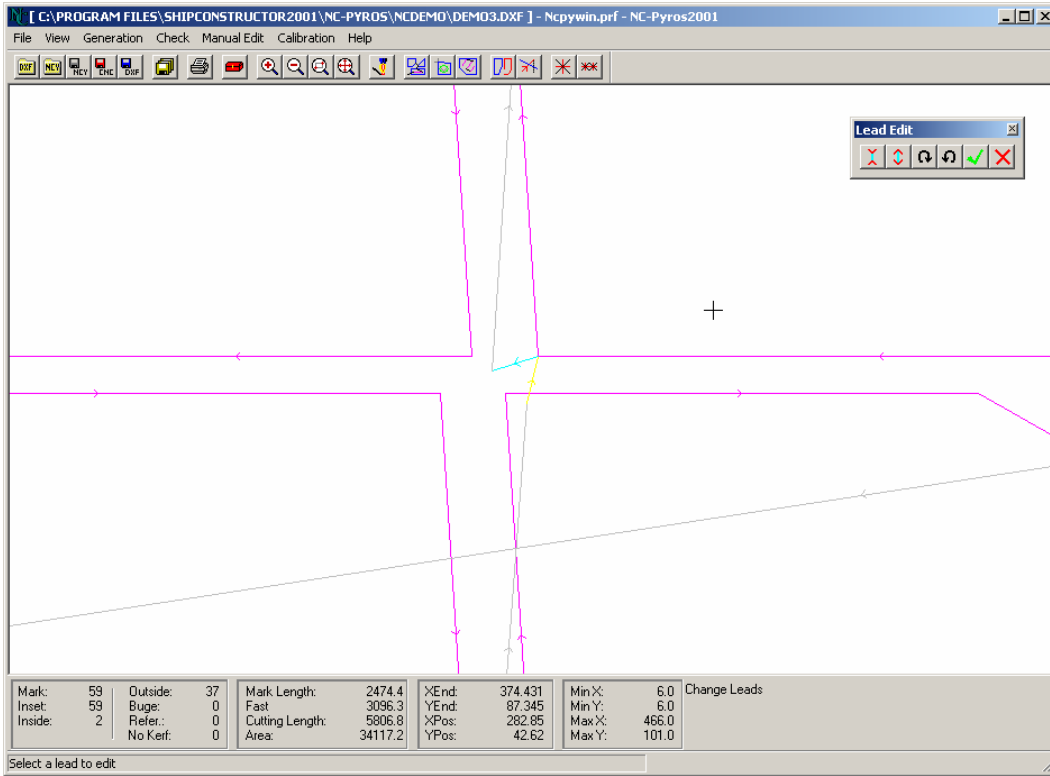 [ C:\PROGRAM FILES\SHIPCONSTRUCTOR2001\NC-PYROS\NCDEMO\DEMO3.DXF ] - Ncpywin.prf - NC-Pyros2001
File View Generation Check Manual Edit Calibration Help
DXF NCY NCY ENC DXF
Lead Edit
Mark: 59 Outside: 37 Mark Length: 2474.4 XEnd: 374.431 Min X: 6.0 Change Leads
Inset: 59 Buge: 0 Fast 3096.3 YEnd: 87.345 Min Y: 6.0
Inside: 2 Refer.: 0 Cutting Length: 5806.8 XPos: 282.85 Max X: 466.0
No Kerf: 0 Area: 34117.2 YPos: 42.62 Max Y: 101.0
Select a lead to edit